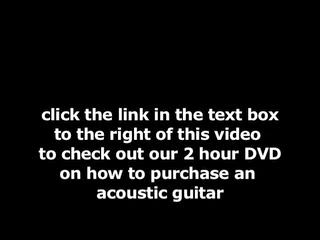 click the link in the text box
to the right of this video
to check out our 2 hour DVD
on how to purchase an
acoustic guitar